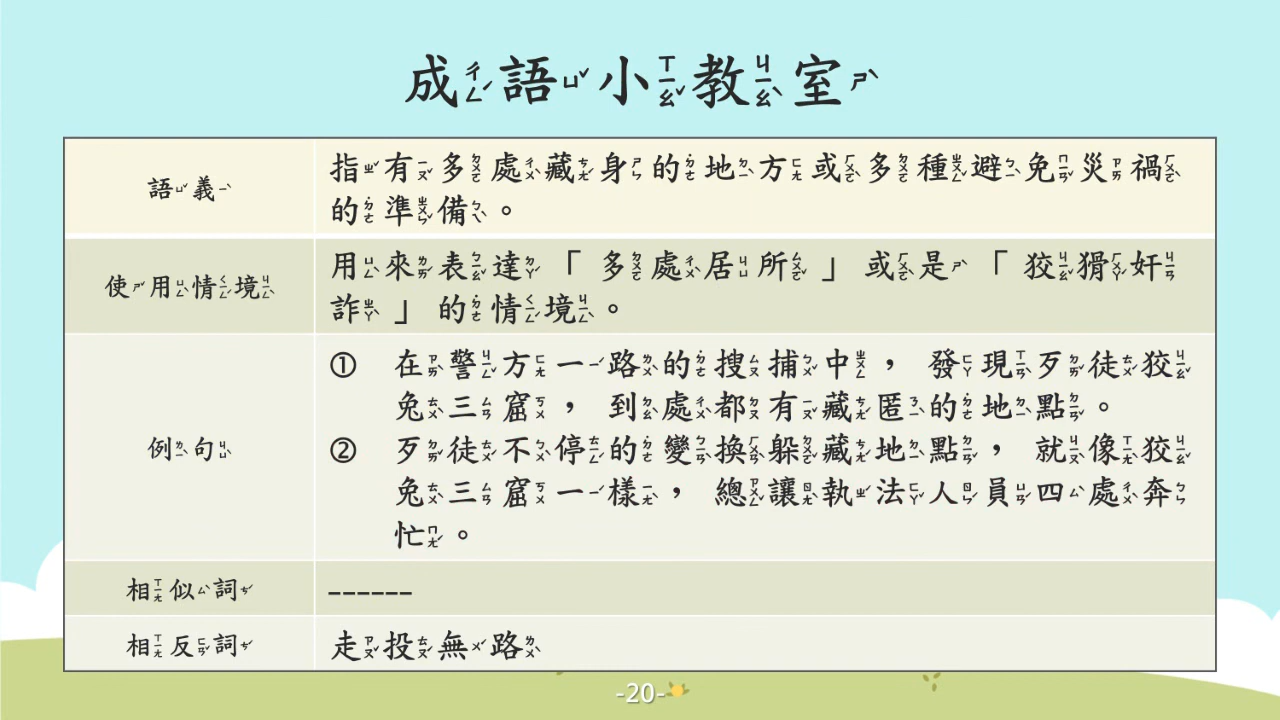 成語小教室
語義
指有多處藏身的地方或多種避免災禍
的準備。
使用情境
用來表達「多處居所」或是「狡猾奸
詐」的情境。
例句
① 在警方一路的搜捕中,發現歹徒狡
兔三窟,到處都有藏匿的地點。
② 歹徒不停的變換躲藏地點,就像狡
兔三窟一樣,總讓執法人員四處奔
忙。
相似詞
------
相反詞
走投無路
-20-